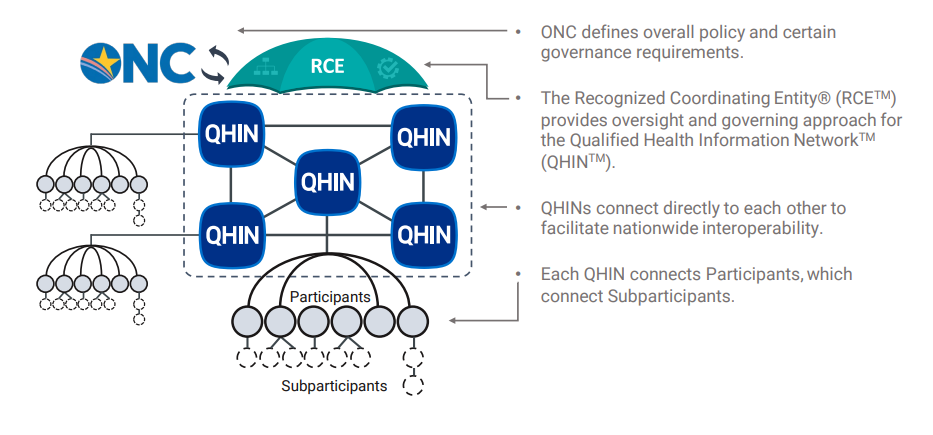 ONC
RCE
QHIN
QHIN
QHIN
QHIN
QHIN
Participants
Subparticipants
• ONC defines overall policy and certain
governance requirements.
• The Recognized Coordinating Entity® (RCE™)
provides oversight and governing approach for
the Qualified Health Information Network™
(QHIN™).
• QHINs connect directly to each other to
facilitate nationwide interoperability.
• Each QHIN connects Participants, which
connect Subparticipants.